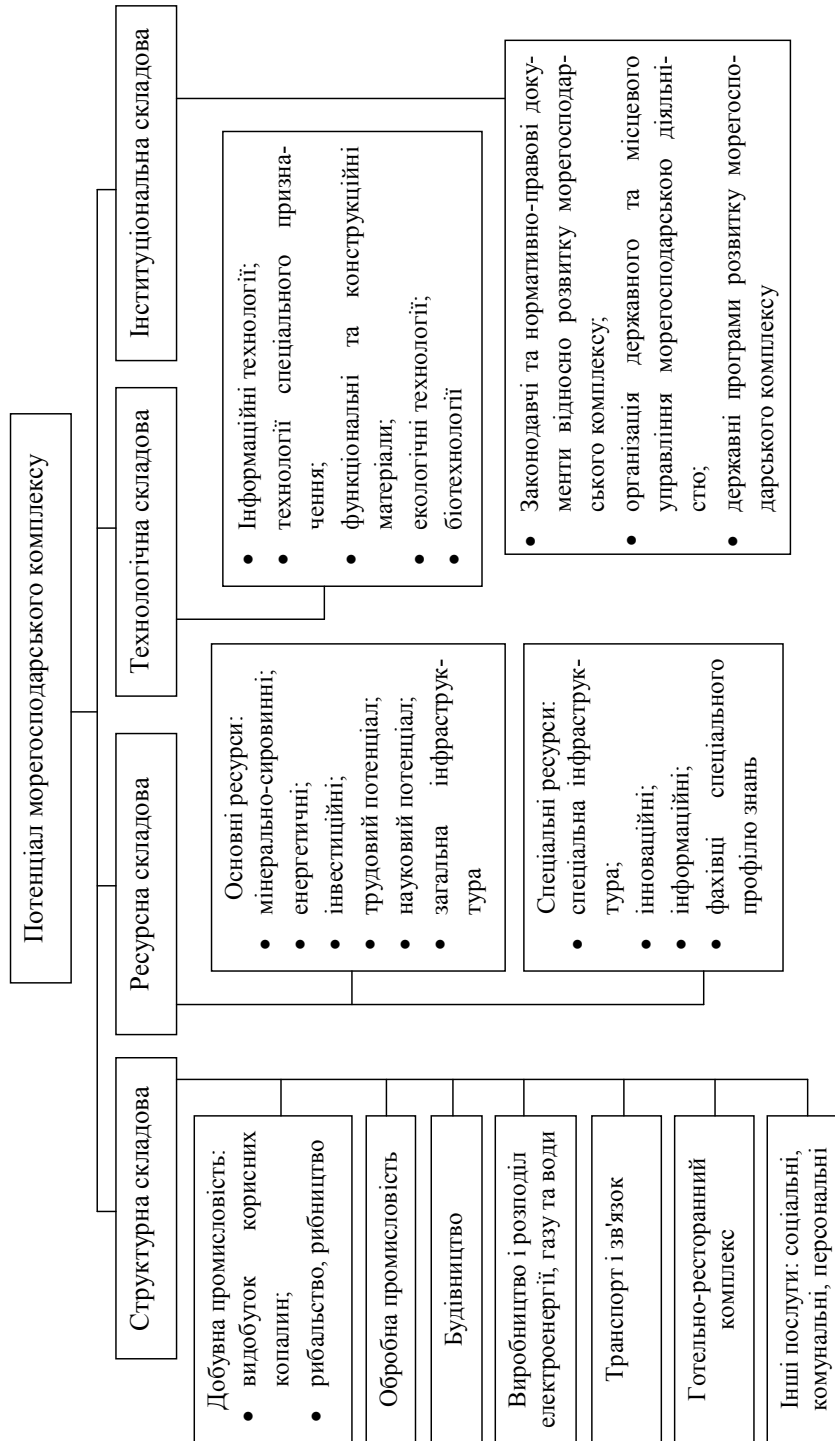 Потенціал морегосподарського комплексу
Структурна складова
Ресурсна складова
Технологічна складова
Інституціональна складова
Добувна промисловість:
• видобуток корисних
копалин;
• рибальство, рибництво
Обробна промисловість
Будівництво
Виробництво і розподіл
електроенергії, газу та води
Транспорт і зв'язок
Готельно-ресторанний
комплекс
Інші послуги: соціальні,
комунальні, персональні
Основні ресурси:
• мінерально-сировинні;
• енергетичні;
• інвестиційні;
• трудовий потенціал;
• науковий потенціал;
• загальна інфраструк-
тура
Спеціальні ресурси:
• спеціальна інфраструк-
тура;
• інноваційні;
• інформаційні;
• фахівці спеціального
профілю знань
• Інформаційні технології;
• технології спеціального призна-
чення;
• функціональні та конструкційні
матеріали;
• екологічні технології;
• біотехнології
• Законодавчі та нормативно-правові доку-
менти відносно розвитку морегосподар-
ського комплексу;
• організація державного та місцевого
управління морегосподарською діяльні-
стю;
• державні програми розвитку морегоспо-
дарського комплексу